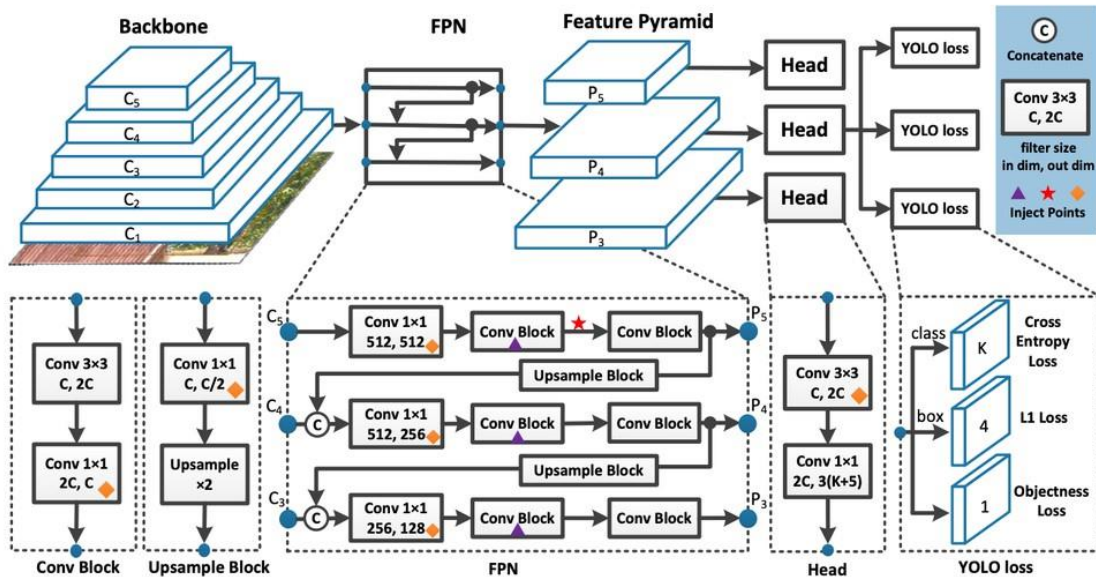 Backbone
FPN
Feature Pyramid
C5
C4
C3
C2
C1
P5
P4
P3
Head
Head
Head
YOLO loss
YOLO loss
YOLO loss
C
Concatenate
Conv 3×3
C, 2C
filter size
in dim, out dim
Inject Points
Conv 3×3
C, 2C
Conv 1×1
2C, C
Conv Block
Conv 1×1
C, C/2
Upsample
×2
Upsample Block
C5
Conv 1×1
512, 512
Conv Block
Conv Block
P5
Upsample Block
C4
C
Conv 1×1
512, 256
Conv Block
Conv Block
P4
Upsample Block
C3
C
Conv 1×1
256, 128
Conv Block
Conv Block
P3
FPN
Conv 3×3
C, 2C
Conv 1×1
2C, 3(K+5)
Head
class
K
Cross
Entropy
Loss
box
4
L1 Loss
1
Objectness
Loss
YOLO loss